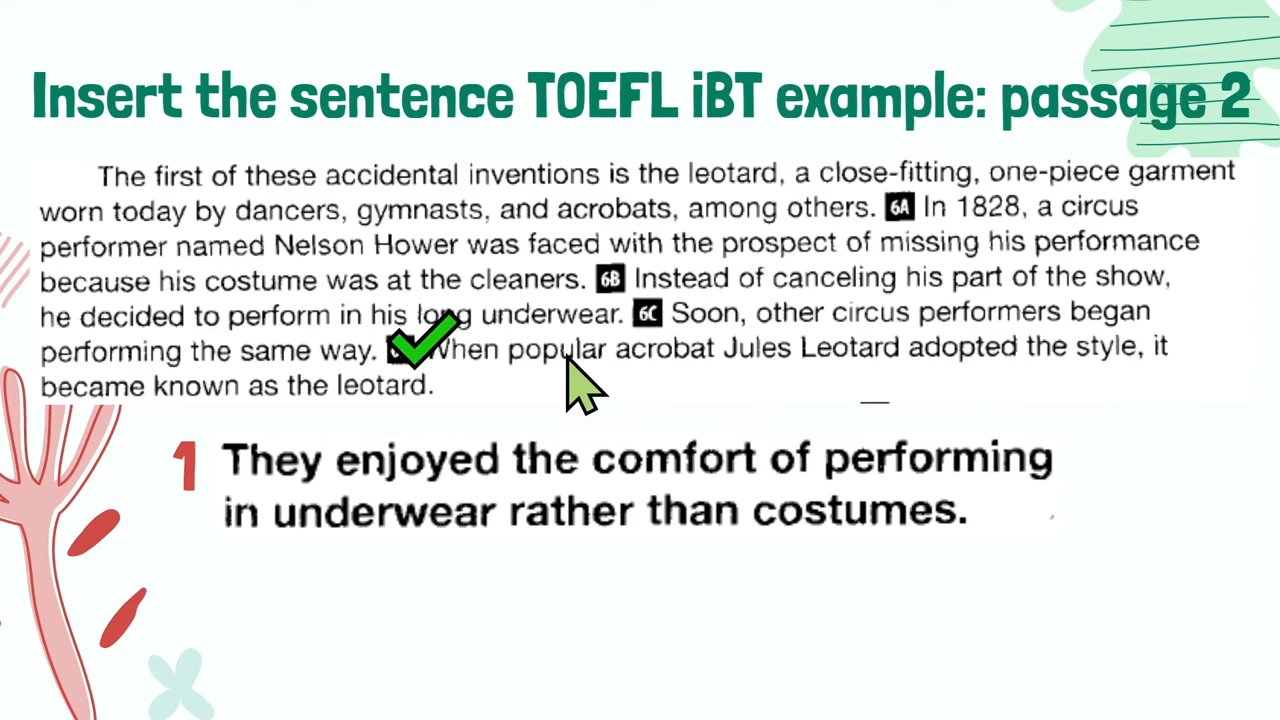 Insert the sentence TOEFL iBT example: passage 2
The first of these accidental inventions is the leotard, a close-fitting, one-piece garment
worn today by dancers, gymnasts, and acrobats, among others. 6A In 1828, a circus
performer named Nelson Hower was faced with the prospect of missing his performance
because his costume was at the cleaners. 6B Instead of canceling his part of the show,
he decided to perform in his long underwear. 6C Soon, other circus performers began
performing the same way. When popular acrobat Jules Leotard adopted the style, it
became known as the leotard.
1 They enjoyed the comfort of performing
in underwear rather than costumes.